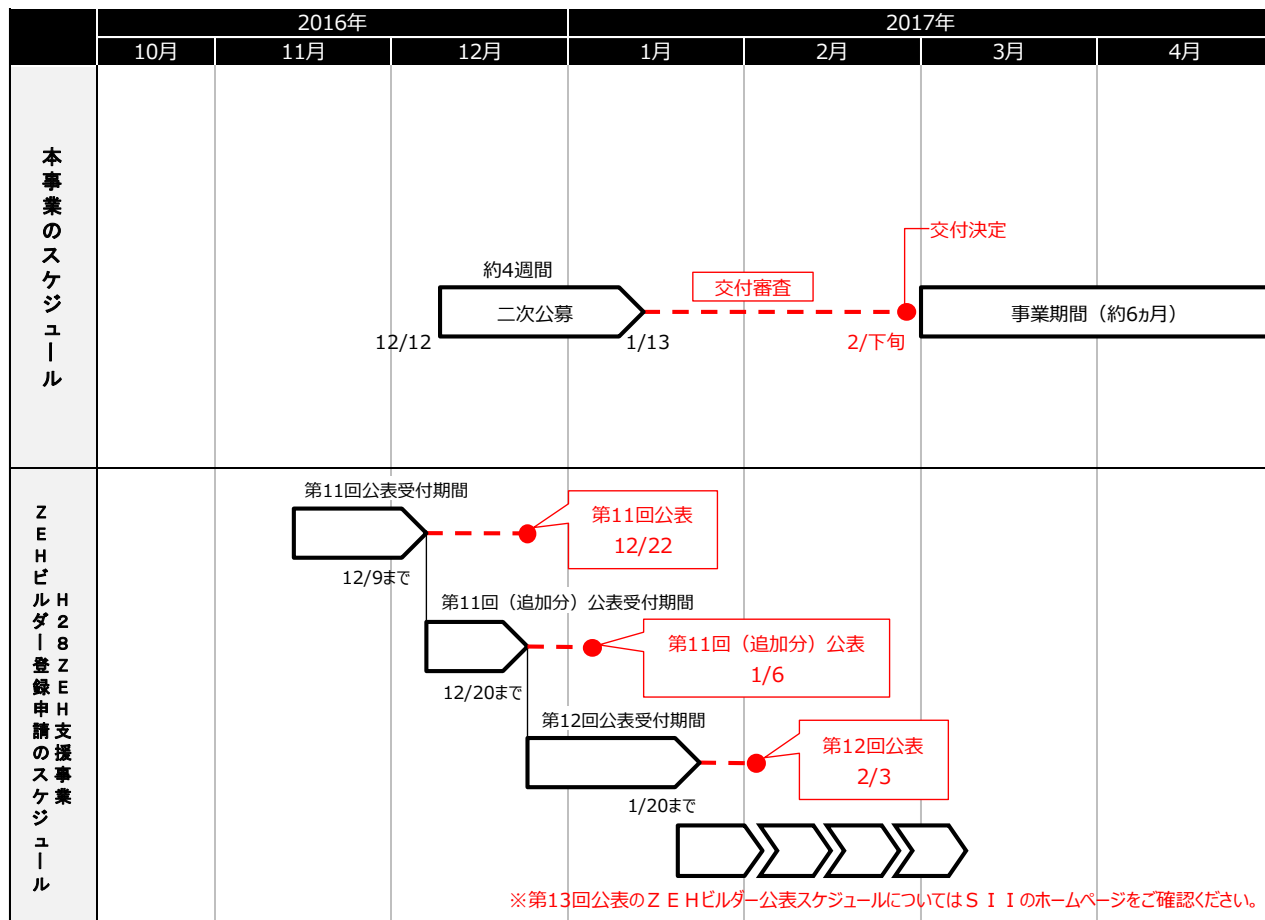 2016年
2017年
10月
11月
12月
1月
2月
3月
4月
本事業のスケジュール
交付決定
約4週間
交付審査
二次公募
事業期間（約6ヵ月）
12/12
1/13
2/下旬
H28ZEH支援事業
ZEHビルダー登録申請のスケジュール
第11回公表受付期間
第11回公表
12/22
12/9まで
第11回（追加分）公表受付期間
第11回（追加分）公表
1/6
12/20まで
第12回公表受付期間
第12回公表
2/3
1/20まで
※第13回公表のＺＥＨビルダー公表スケジュールについてはＳＩＩのホームページをご確認ください。